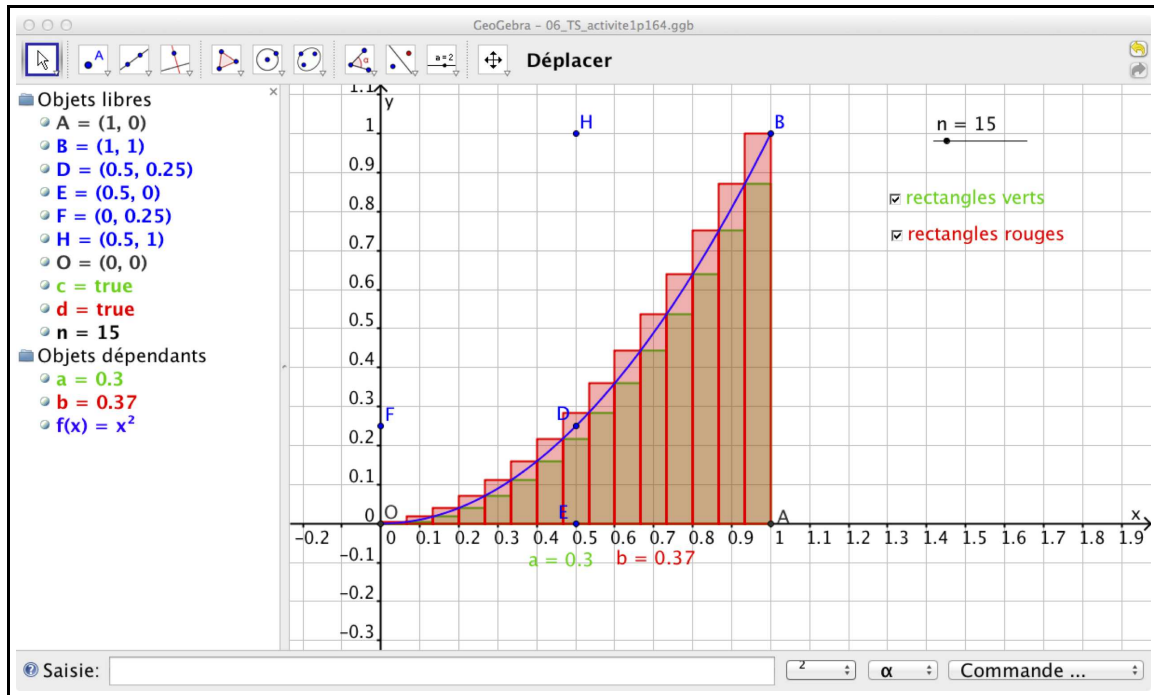 GeoGebra – 06_TS_activite1p164.ggb
A
α
a=2
Déplacer
Objets libres
A = (1, 0)
B = (1, 1)
D = (0.5, 0.25)
E = (0.5, 0)
F = (0, 0.25)
H = (0.5, 1)
O = (0, 0)
c = true
d = true
n = 15
Objets dépendants
a = 0.3
b = 0.37
f(x) = x²
1.1
y
1
H
B
n = 15
0.9
rectangles verts
0.8
rectangles rouges
0.7
0.6
0.5
0.4
0.3
F
D
0.2
0.1
0
O
E
A
x
−0.2 0 0.1 0.2 0.3 0.4 0.5 0.6 0.7 0.8 0.9 1 1.1 1.2 1.3 1.4 1.5 1.6 1.7 1.8 1.9
−0.1
a = 0.3 b = 0.37
−0.2
−0.3
Saisie:
²
α
Commande ...